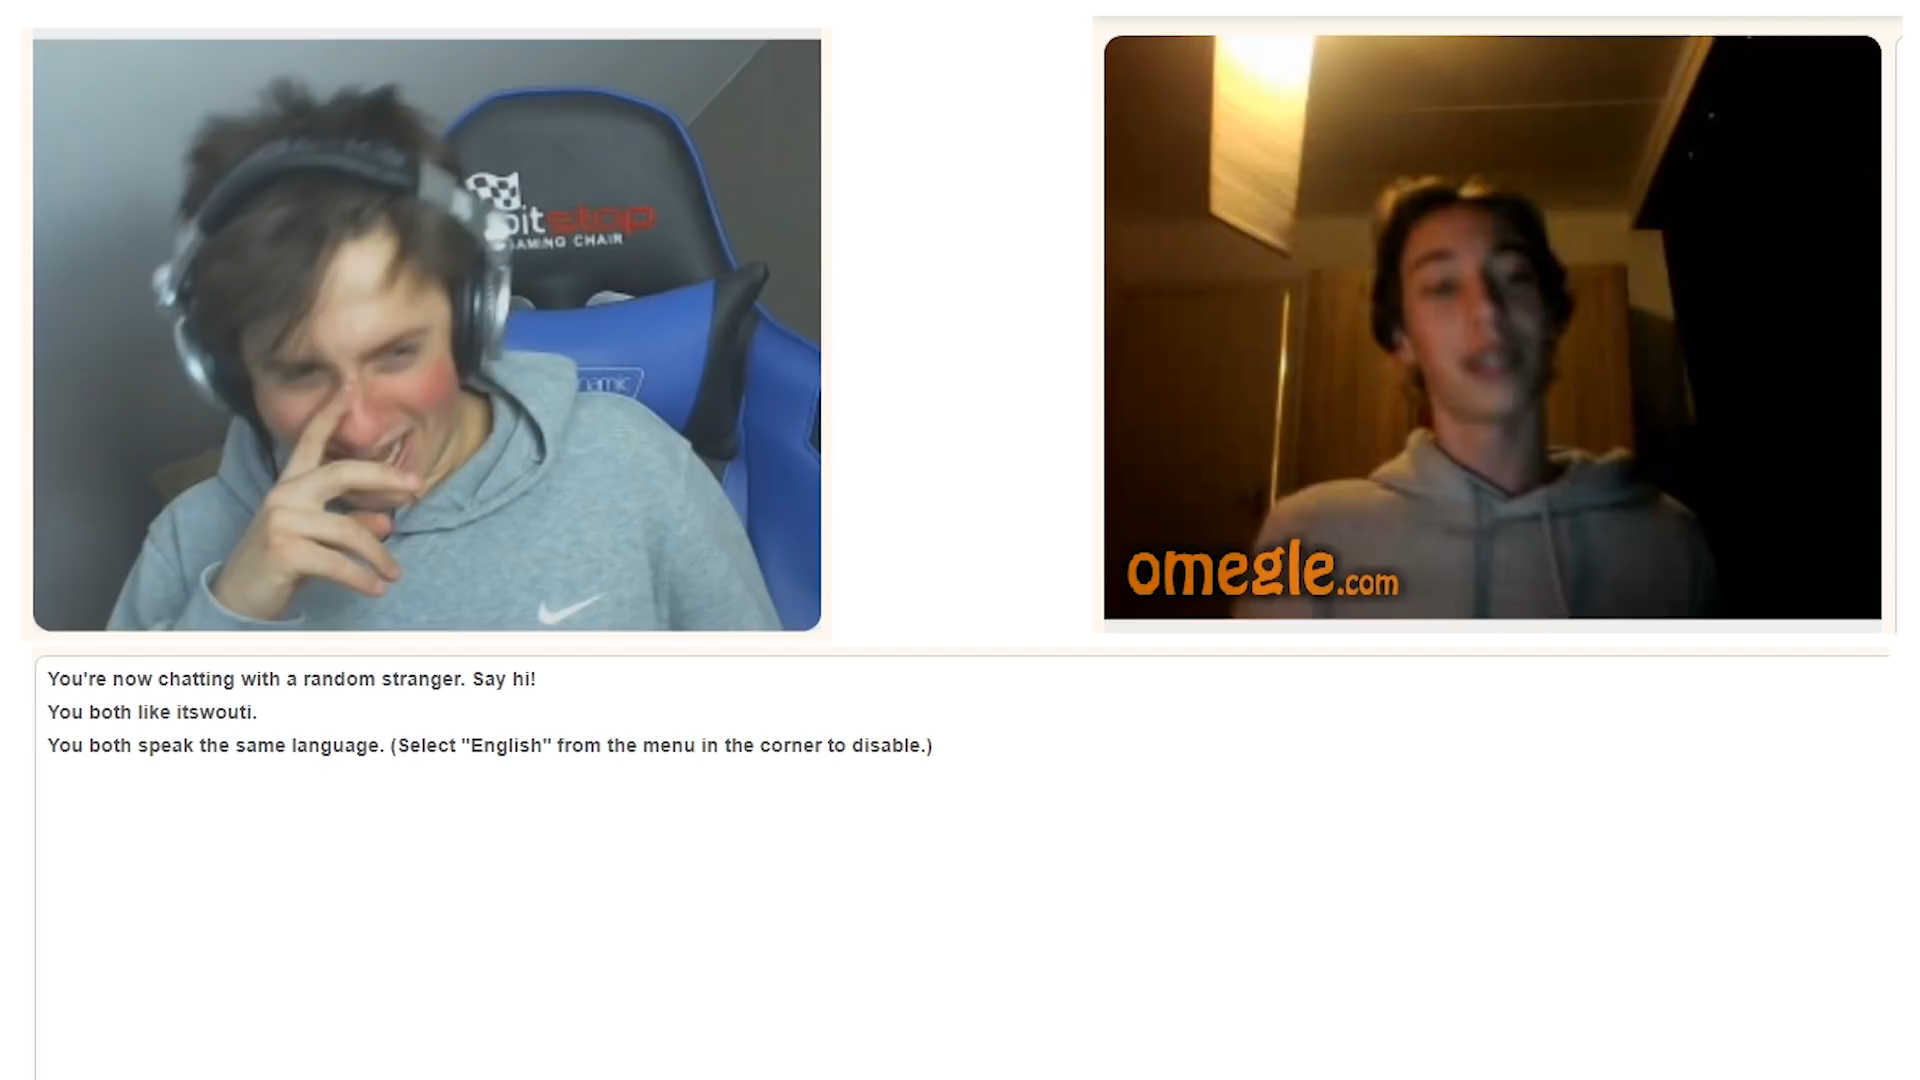 pitstop
GAMING CHAIR
namic
omegle.com
You're now chatting with a random stranger. Say hi!
You both like itswouti.
You both speak the same language. (Select "English" from the menu in the corner to disable.)